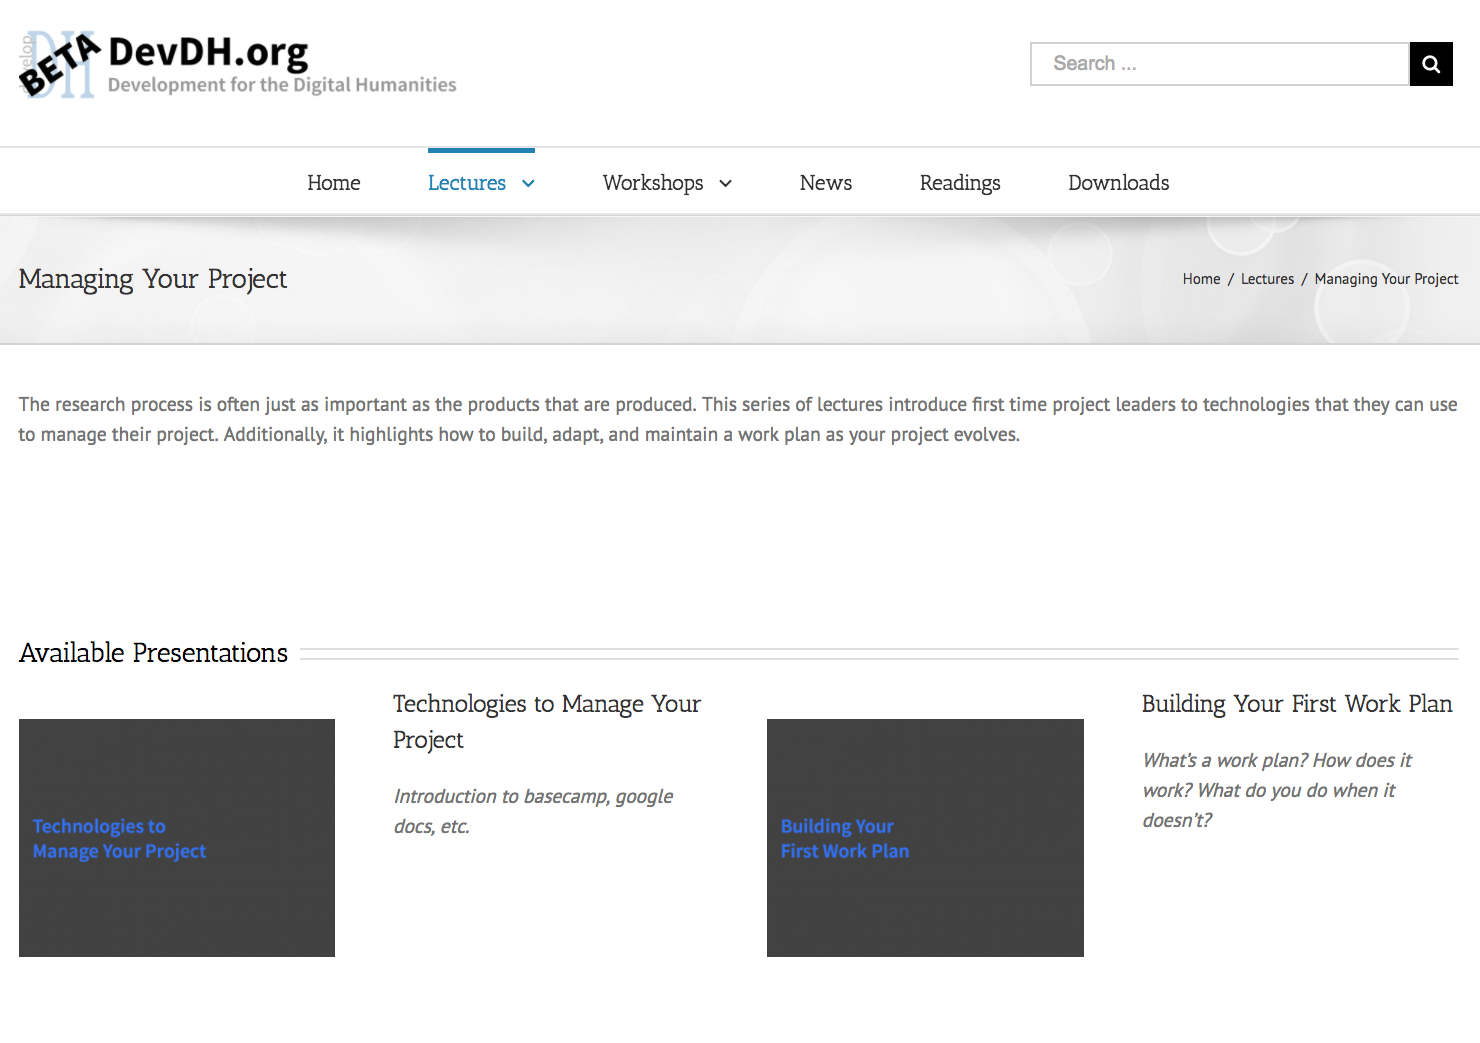 BETA
DevDH.org
Development for the Digital Humanities
Search ...
Home
Lectures
Workshops
News
Readings
Downloads
Managing Your Project
Home / Lectures / Managing Your Project
The research process is often just as important as the products that are produced. This series of lectures introduce first time project leaders to technologies that they can use
to manage their project. Additionally, it highlights how to build, adapt, and maintain a work plan as your project evolves.
Available Presentations
Technologies to
Manage Your Project
Technologies to Manage Your
Project
Introduction to basecamp, google
docs, etc.
Building Your
First Work Plan
Building Your First Work Plan
What's a work plan? How does it
work? What do you do when it
doesn't?